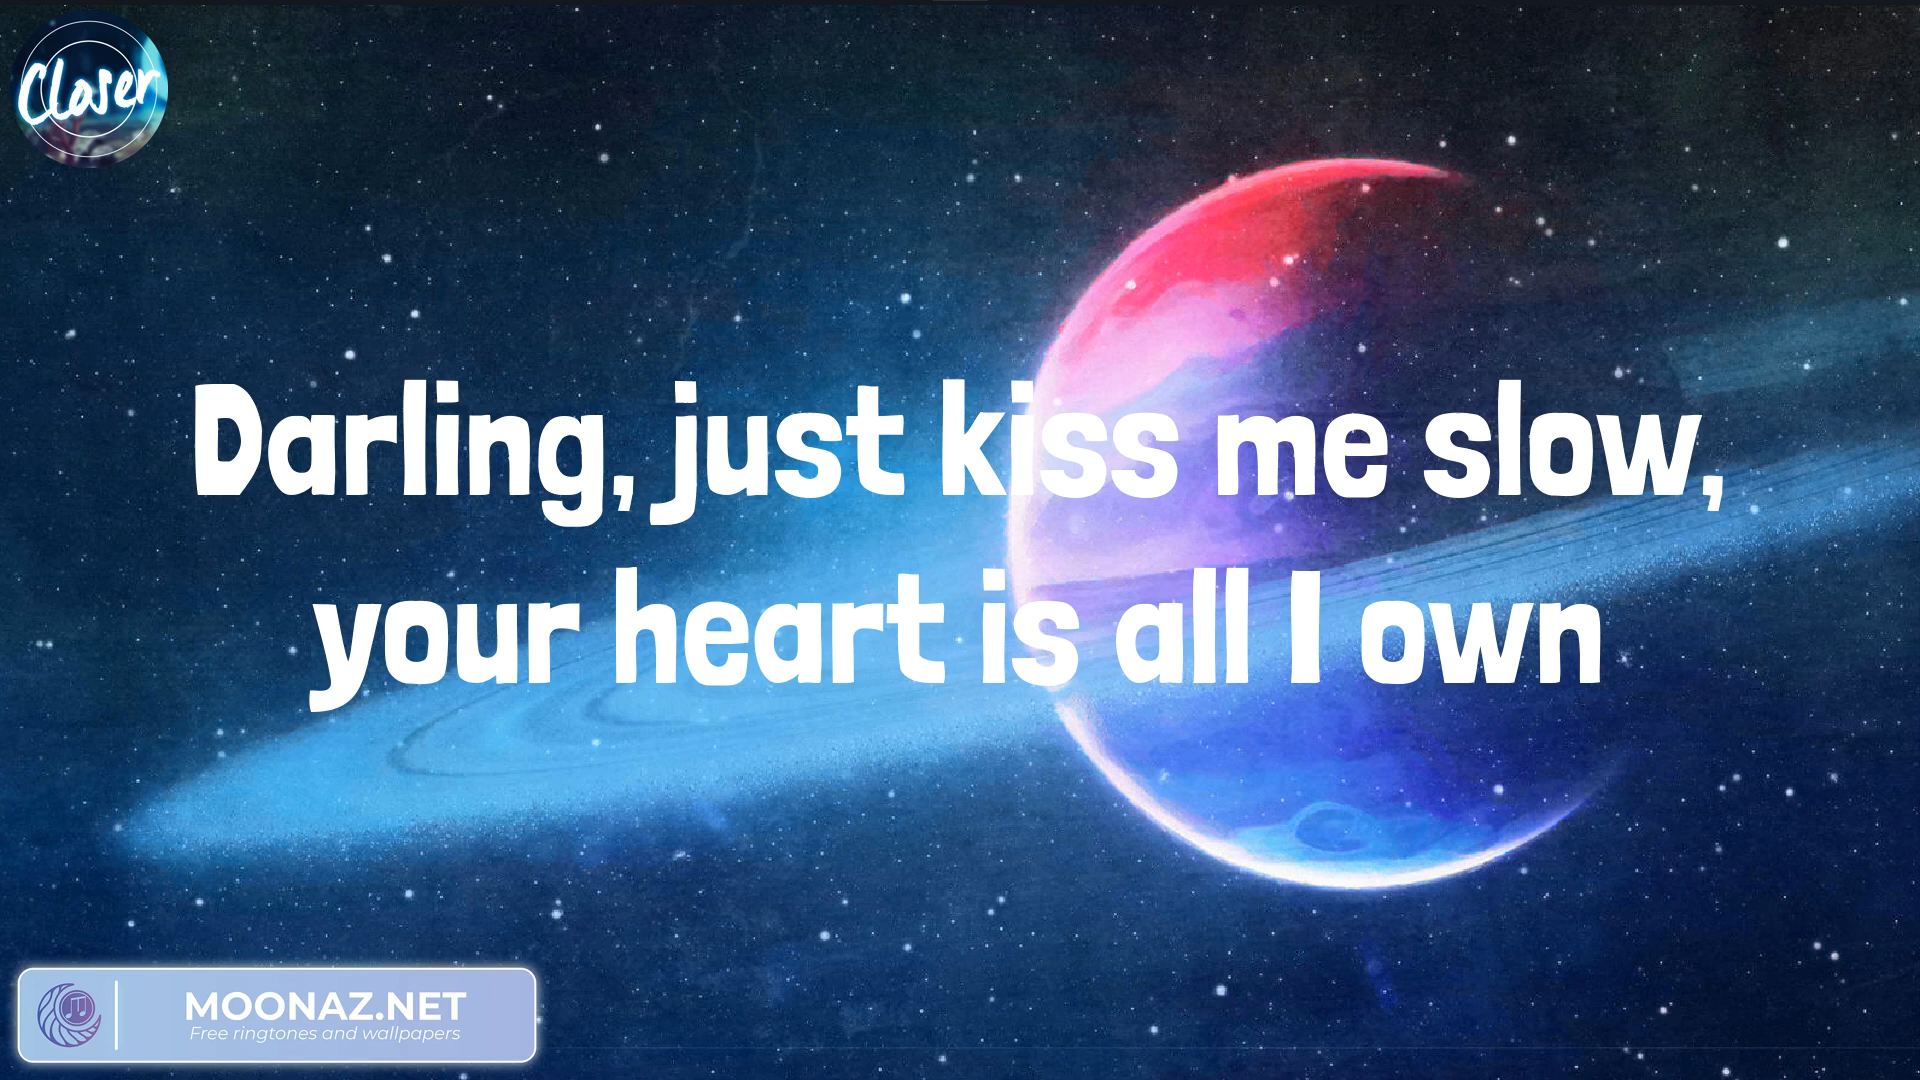 Closer
Darling, just kiss me slow,
your heart is all I own
MOONAZ.NET
Free ringtones and wallpapers